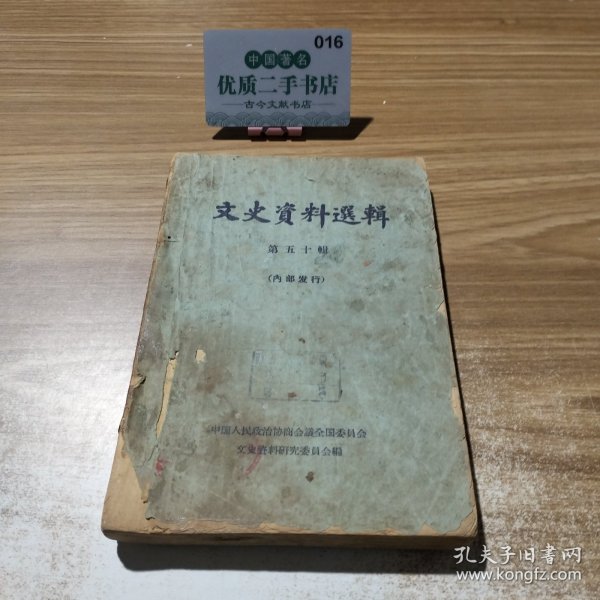 016
中国著名
优质二手书店
古今文献书店
文史資料選輯
第五十輯
(内部发行)
中国人民政治协商会議全国委員会
文史資料研究委員会編
孔夫子旧書网
www.kongfz.com